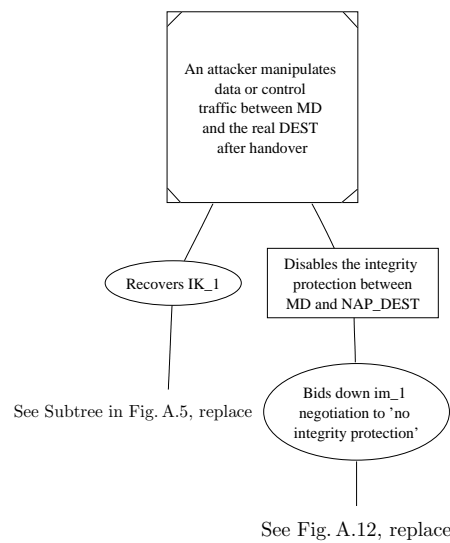 An attacker manipulates
data or control
traffic between MD
and the real DEST
after handover
Recovers IK_1
Disables the integrity
protection between
MD and NAP_DEST
See Subtree in Fig. A.5, replace
Bids down im_1
negotiation to 'no
integrity protection'
See Fig. A.12, replace